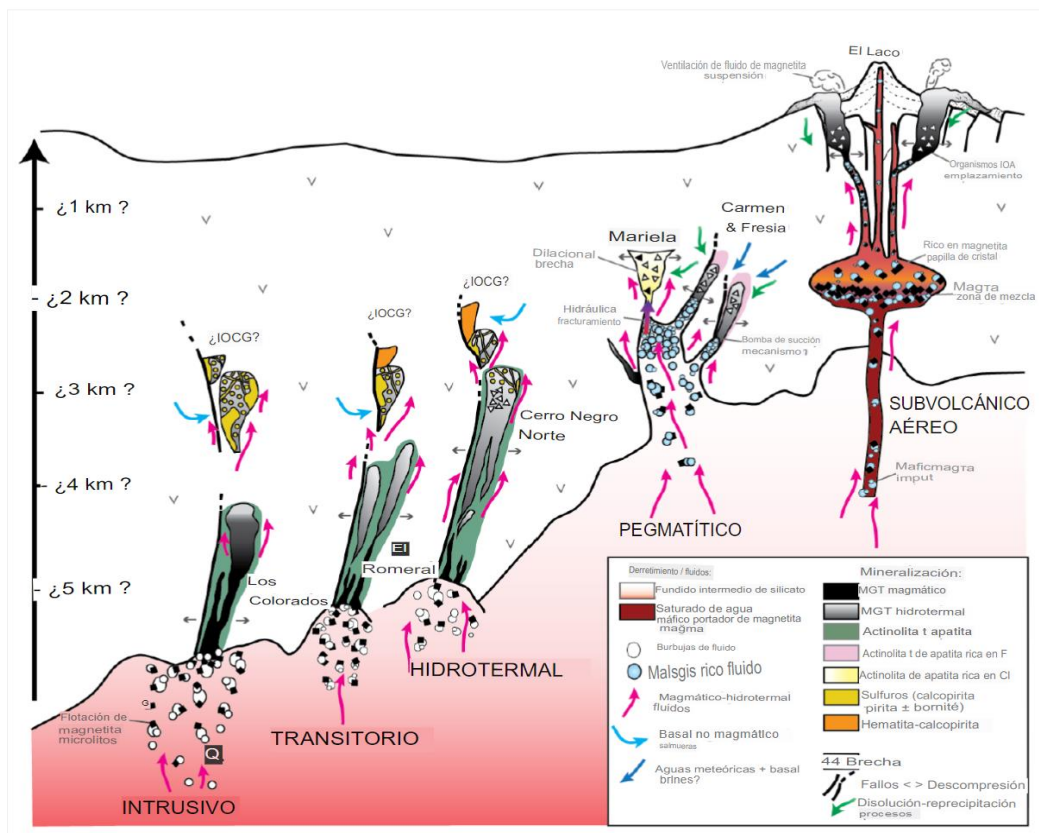 El Laco
Ventilación de fluido de magnetita
suspensión
Organismos IOA
emplazamiento
¿1 km ?
Carmen
& Fresia
Mariela
Dilacional
brecha
Rico en magnetita
papilla de cristal
¿2 km ?
¿IOCG?
Magɪa
zona de mezcla
Hidráulica
fracturamiento
Bomba de succión
mecanismo1
¿IOCG?
¿IOCG?
¿3 km ?
SUBVOLCÁNICO
AÉREO
Cerro Negro
Norte
¿4 km ?
Maficmagɪa
imput
PEGMATÍTICO
El
Romeral
¿5 km ?
Los
Colorados
HIDROTERMAL
Flotación de
magnetita
microlitos
TRANSITORIO
Q
INTRUSIVO
Derretimiento / fluidos:
Fundido intermedio de silicato
Saturado de agua
máfico portador de magnetita
magma
Burbujas de fluido
Malsgis rico fluido
Magmático-hidrotermal
fluidos
Basal no magmático
salmueras
Aguas meteóricas + basal
brines?
Mineralización:
MGT magmático
MGT hidrotermal
Actinolita t apatita
Actinolita t de apatita rica en F
Actinolita de apatita rica en Cl
Sulfuros (calcopirita
pirita ± bornité)
Hematita-calcopirita
44 Brecha
Fallos < > Descompresión
Disolución-reprecipitación
procesos